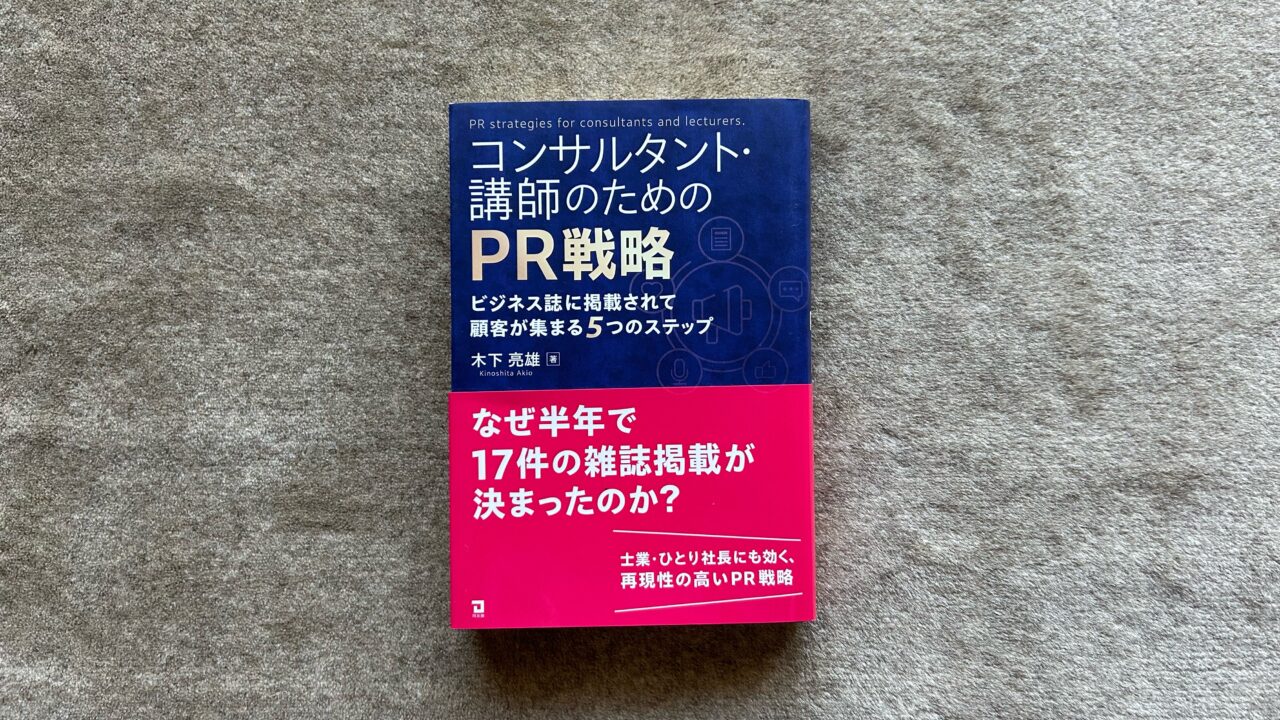 PR strategies for consultants and lecturers.
コンサルタント・
講師のための
PR戦略
ビジネス誌に掲載されて
顧客が集まる5つのステップ
木下 亮雄 著
Kinoshita Akio
なぜ半年で
17件の雑誌掲載が
決まったのか?
士業・ひとり社長にも効く、
再現性の高いPR戦略